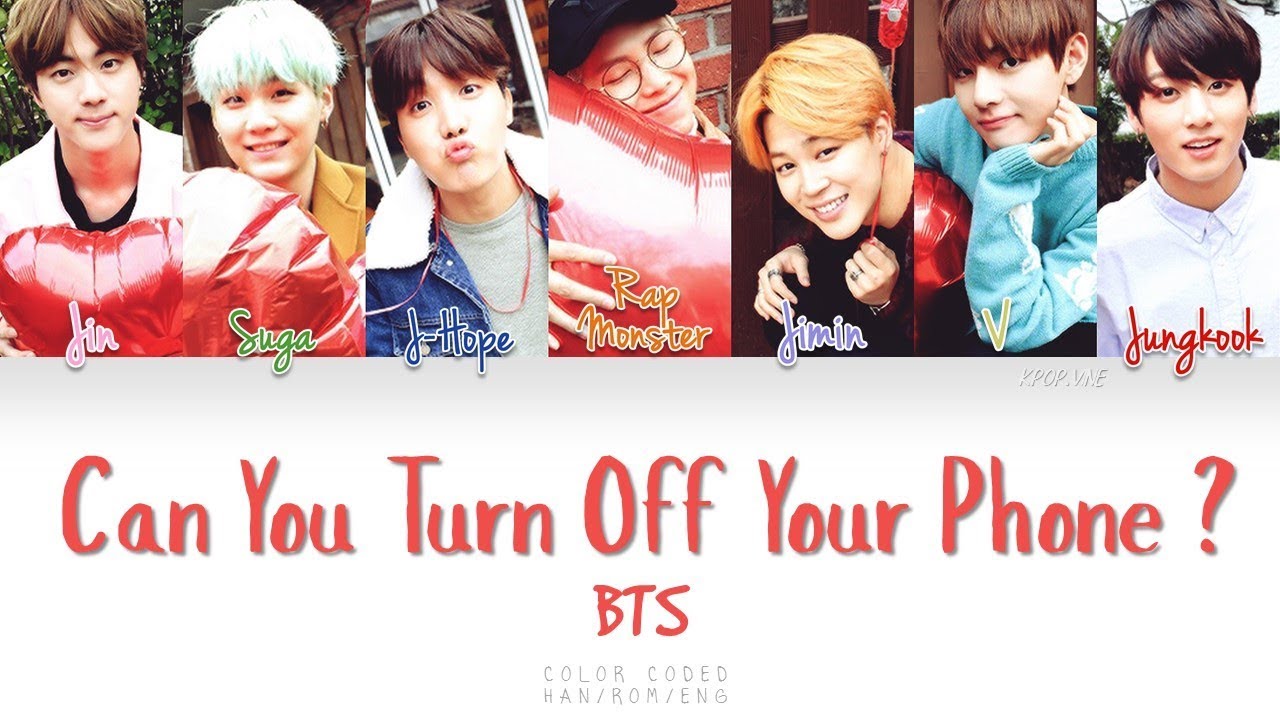 Jin
Suga
J-Hope
Rap
Monster
Jimin
V
Jungkook
KPOP.VNE
Can You Turn Off Your Phone ?
BTS
COLOR CODED
HAN/ROM/ENG